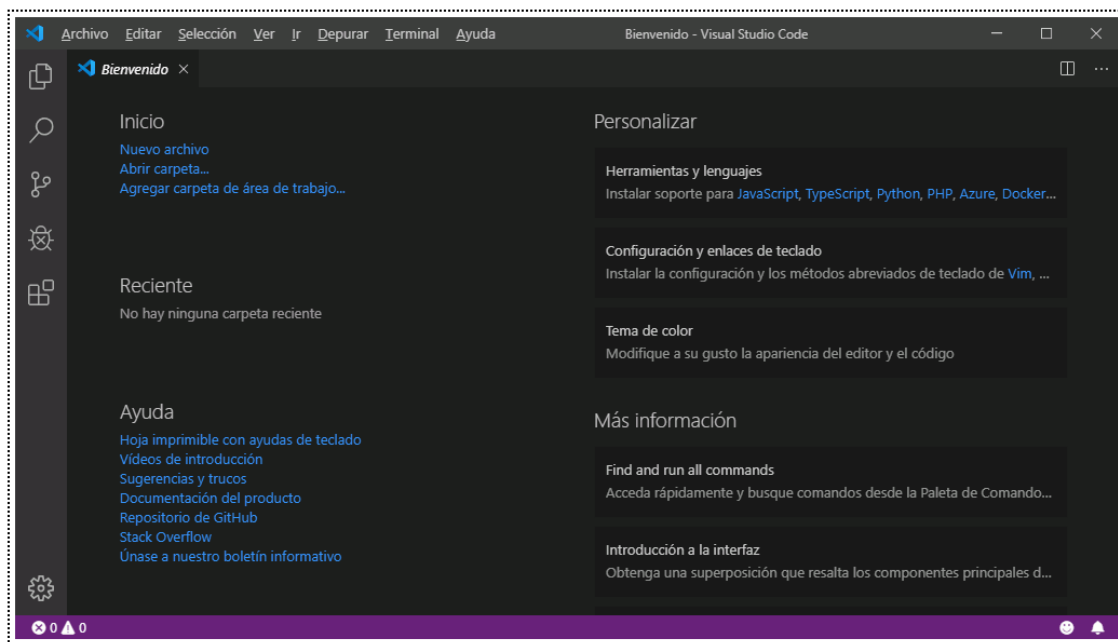 Archivo Editar Selección Ver Ir Depurar Terminal Ayuda Bienvenido - Visual Studio Code
Bienvenido
Inicio
Nuevo archivo
Abrir carpeta...
Agregar carpeta de área de trabajo...
Reciente
No hay ninguna carpeta reciente
Ayuda
Hoja imprimible con ayudas de teclado
Vídeos de introducción
Sugerencias y trucos
Documentación del producto
Repositorio de GitHub
Stack Overflow
Únase a nuestro boletín informativo
Personalizar
Herramientas y lenguajes
Instalar soporte para JavaScript, TypeScript, Python, PHP, Azure, Docker...
Configuración y enlaces de teclado
Instalar la configuración y los métodos abreviados de teclado de Vim, ...
Tema de color
Modifique a su gusto la apariencia del editor y el código
Más información
Find and run all commands
Acceda rápidamente y busque comandos desde la Paleta de Comando...
Introducción a la interfaz
Obtenga una superposición que resalta los componentes principales d...
0 0